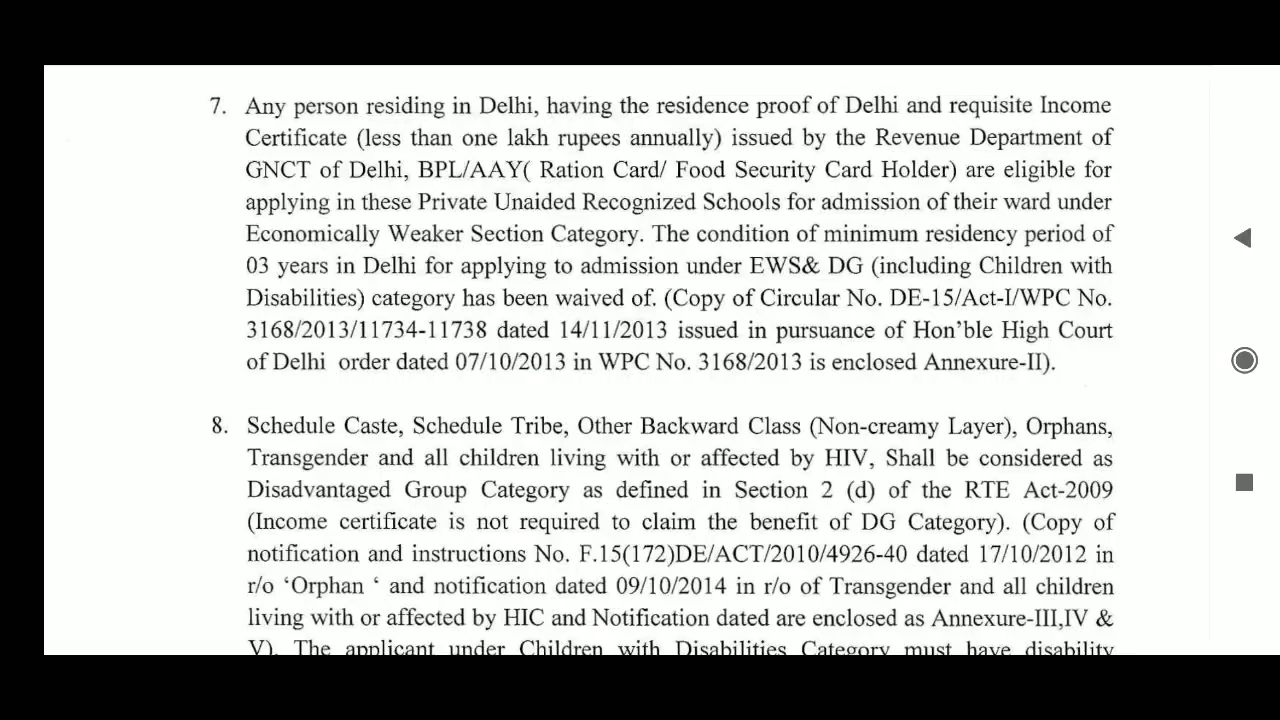 7. Any person residing in Delhi, having the residence proof of Delhi and requisite Income
Certificate (less than one lakh rupees annually) issued by the Revenue Department of
GNCT of Delhi, BPL/AAY( Ration Card/ Food Security Card Holder) are eligible for
applying in these Private Unaided Recognized Schools for admission of their ward under
Economically Weaker Section Category. The condition of minimum residency period of
03 years in Delhi for applying to admission under EWS& DG (including Children with
Disabilities) category has been waived of. (Copy of Circular No. DE-15/Act-I/WPC No.
3168/2013/11734-11738 dated 14/11/2013 issued in pursuance of Hon'ble High Court
of Delhi order dated 07/10/2013 in WPC No. 3168/2013 is enclosed Annexure-II).
8. Schedule Caste, Schedule Tribe, Other Backward Class (Non-creamy Layer), Orphans,
Transgender and all children living with or affected by HIV, Shall be considered as
Disadvantaged Group Category as defined in Section 2 (d) of the RTE Act-2009
(Income certificate is not required to claim the benefit of DG Category). (Copy of
notification and instructions No. F.15(172)DE/ACT/2010/4926-40 dated 17/10/2012 in
r/o ‘Orphan ‘ and notification dated 09/10/2014 in r/o of Transgender and all children
living with or affected by HIC and Notification dated are enclosed as Annexure-III,IV &
V). The applicant under Children with Disabilities Category must have disability